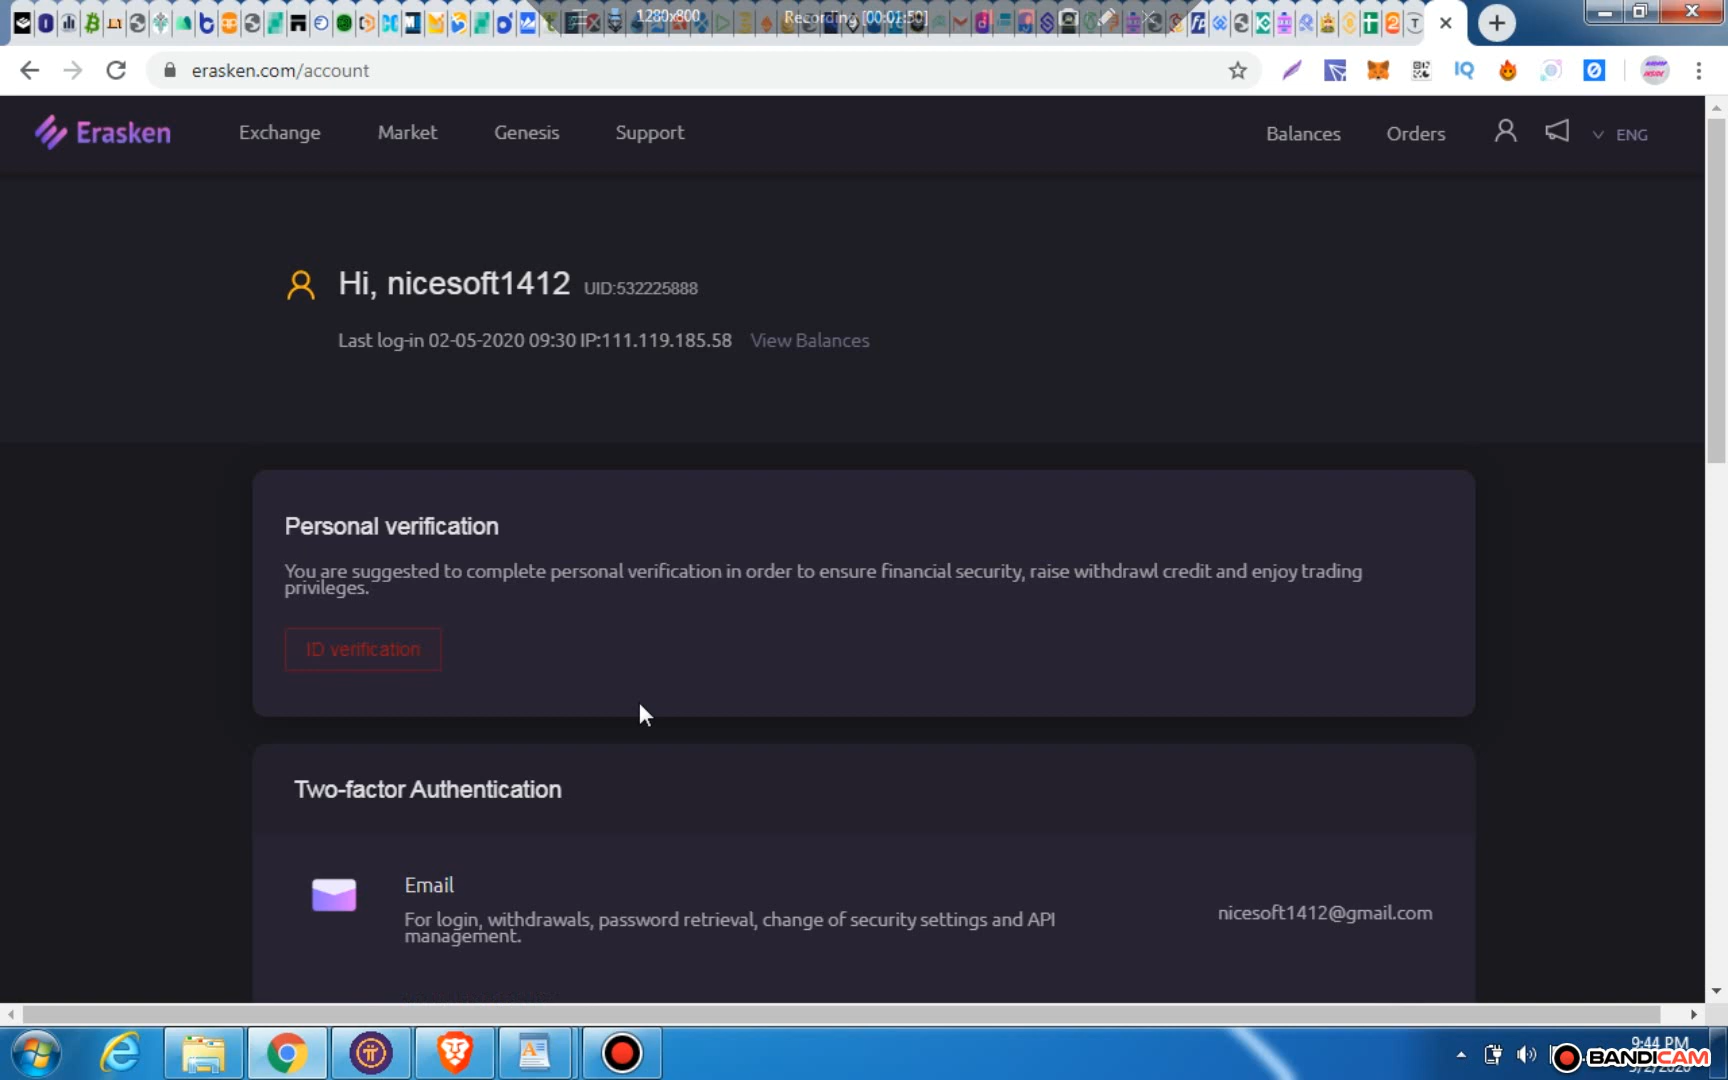 1280x800 Recording [00:01:50]
erasken.com/account
Erasken Exchange Market Genesis Support Balances Orders ENG
Hi, nicesoft1412 UID:532225888
Last log-in 02-05-2020 09:30 IP:111.119.185.58 View Balances
Personal verification
You are suggested to complete personal verification in order to ensure financial security, raise withdrawl credit and enjoy trading
privileges.
ID verification
Two-factor Authentication
Email
For login, withdrawals, password retrieval, change of security settings and API
management.
nicesoft1412@gmail.com
9:44 PM
BANDICAM